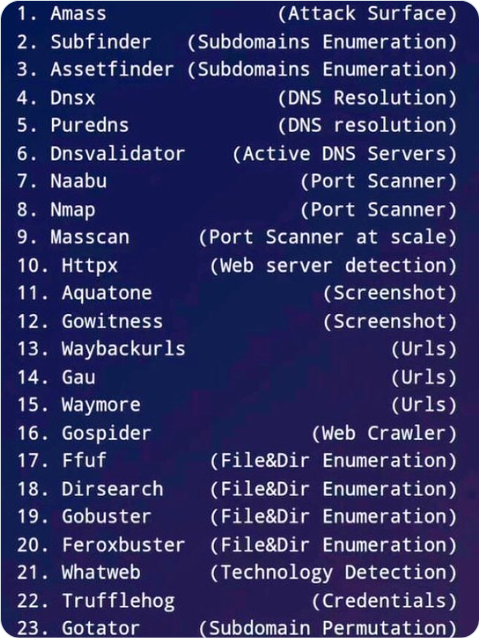 1. Amass (Attack Surface)
2. Subfinder (Subdomains Enumeration)
3. Assetfinder (Subdomains Enumeration)
4. Dnsx (DNS Resolution)
5. Puredns (DNS resolution)
6. Dnsvalidator (Active DNS Servers)
7. Naabu (Port Scanner)
8. Nmap (Port Scanner)
9. Masscan (Port Scanner at scale)
10. Httpx (Web server detection)
11. Aquatone (Screenshot)
12. Gowitness (Screenshot)
13. Waybackurls (Urls)
14. Gau (Urls)
15. Waymore (Urls)
16. Gospider (Web Crawler)
17. Ffuf (File&Dir Enumeration)
18. Dirsearch (File&Dir Enumeration)
19. Gobuster (File&Dir Enumeration)
20. Feroxbuster (File&Dir Enumeration)
21. Whatweb (Technology Detection)
22. Trufflehog (Credentials)
23. Gotator (Subdomain Permutation)